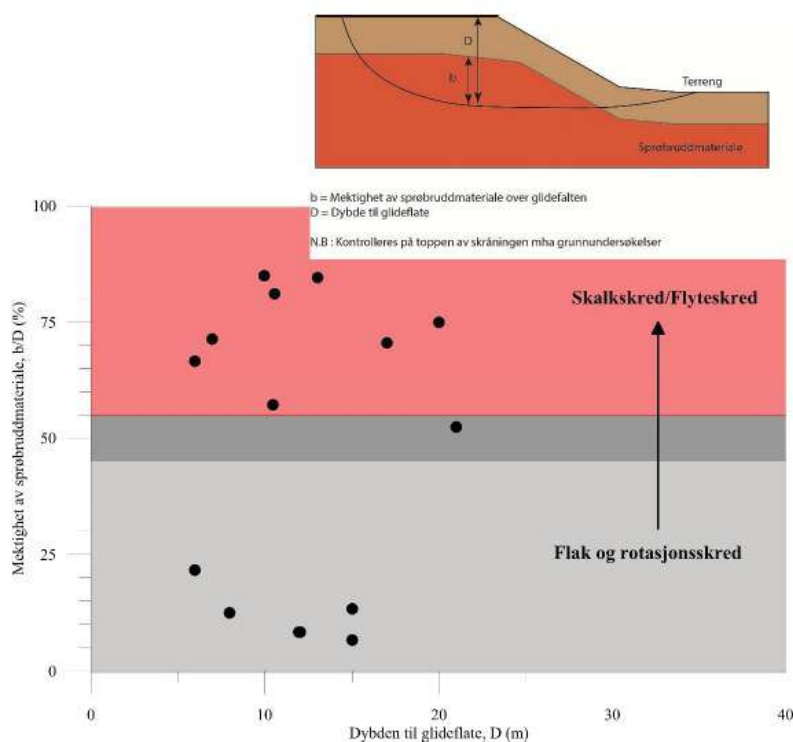 D
b
Terreng
Sprøbruddmateriale
b = Mektighet av sprøbruddmateriale over glidefalten
D = Dybde til glideflate
N.B : Kontrolleres på toppen av skråningen mha grunnundersøkelser
Mektighet av sprøbruddmateriale, b/D (%)
100
75
50
25
0
Skalkskred/Flyteskred
Flak og rotasjonsskred
0
10
20
30
40
Dybden til glideflate, D (m)